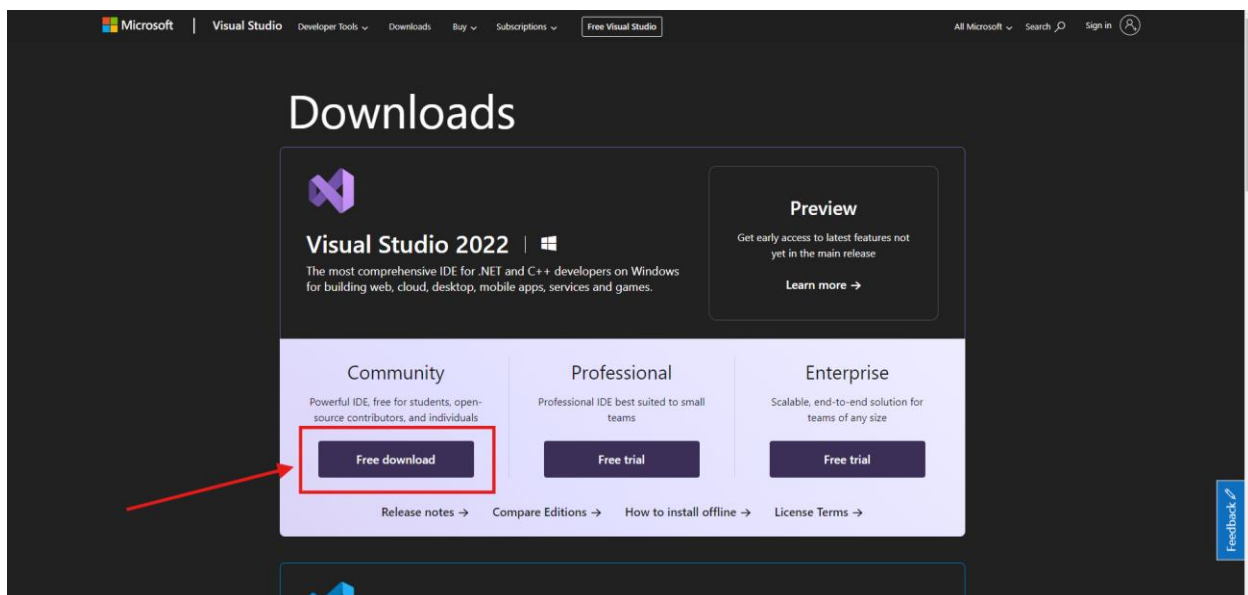 Microsoft Visual Studio Developer Tools Downloads Buy Subscriptions Free Visual Studio All Microsoft Search Sign in
Downloads
Visual Studio 2022
The most comprehensive IDE for .NET and C++ developers on Windows
for building web, cloud, desktop, mobile apps, services and games.
Preview
Get early access to latest features not
yet in the main release
Learn more →
Community
Powerful IDE, free for students, open-
source contributors, and individuals
Free download
Professional
Professional IDE best suited to small
teams
Free trial
Enterprise
Scalable, end-to-end solution for
teams of any size
Free trial
Release notes → Compare Editions → How to install offline → License Terms →
Feedback